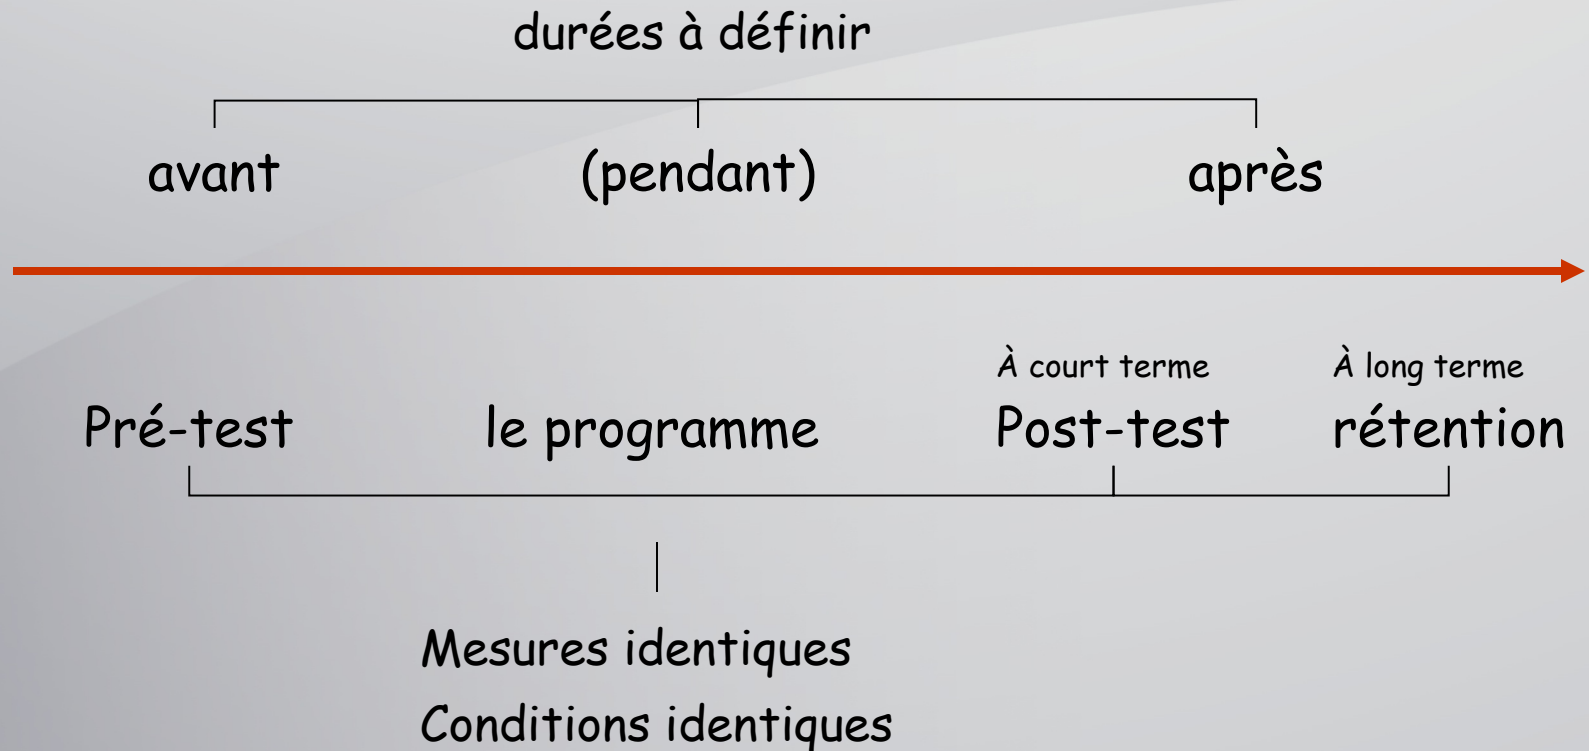 durées à définir
avant (pendant) après
À court terme À long terme
Pré-test le programme Post-test rétention
Mesures identiques
Conditions identiques